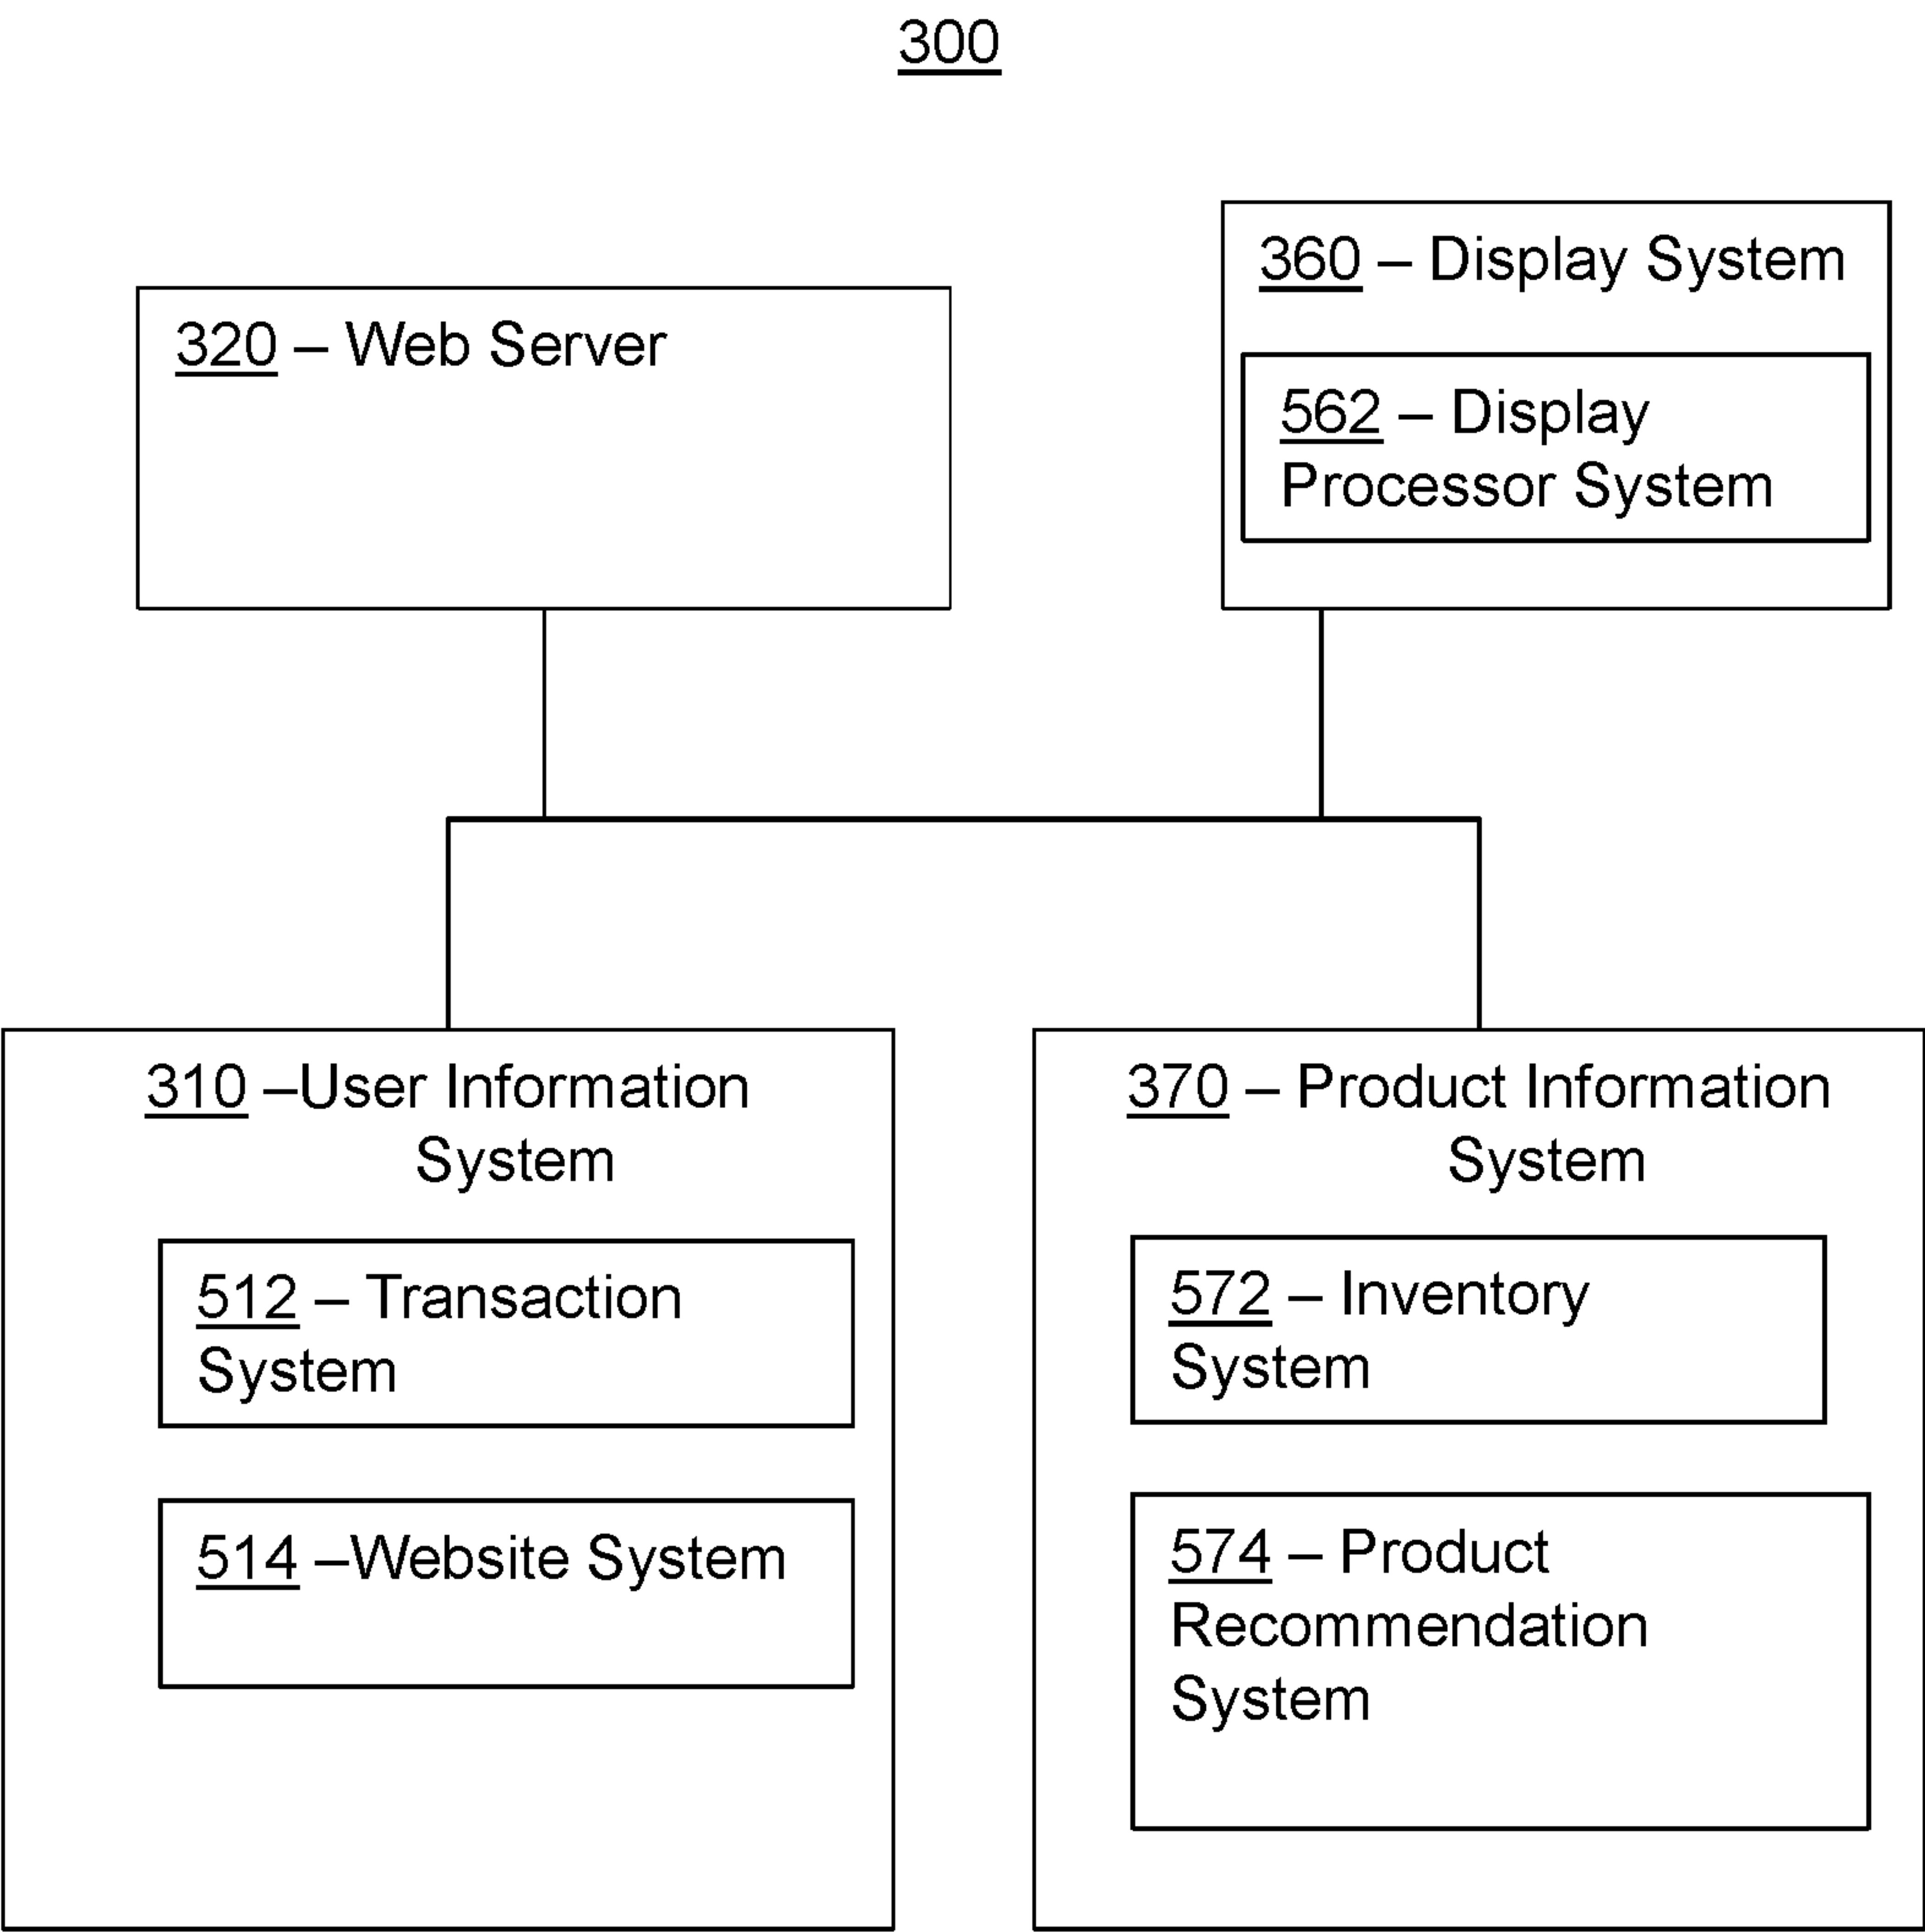 300
320 – Web Server
360 – Display System
562 – Display
Processor System
310 –User Information
System
512 – Transaction
System
514 –Website System
370 – Product Information
System
572 – Inventory
System
574 – Product
Recommendation
System